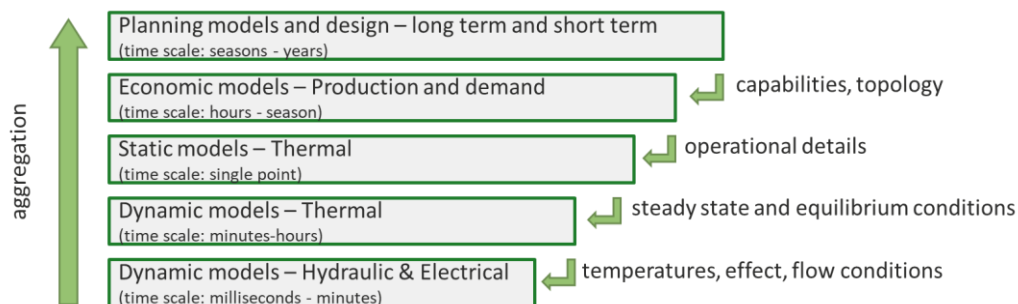 Planning models and design – long term and short term
(time scale: seasons - years)
Economic models – Production and demand
(time scale: hours - season)
capabilities, topology
Static models – Thermal
(time scale: single point)
operational details
Dynamic models – Thermal
(time scale: minutes-hours)
steady state and equilibrium conditions
Dynamic models – Hydraulic & Electrical
(time scale: milliseconds - minutes)
temperatures, effect, flow conditions
aggregation